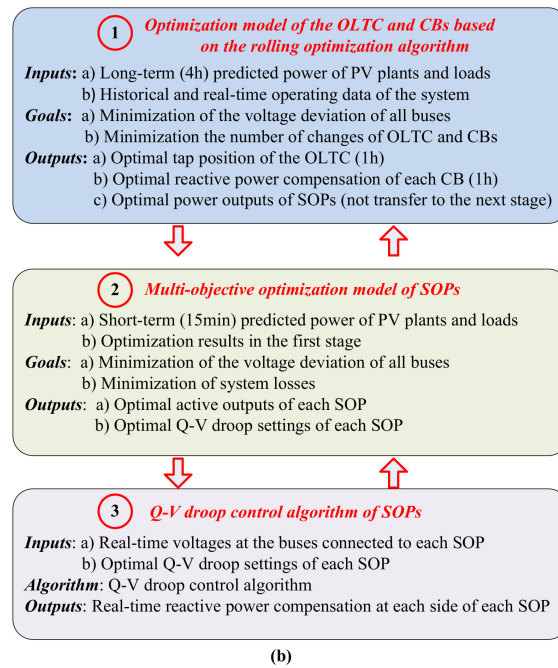 1 Optimization model of the OLTC and CBs based
on the rolling optimization algorithm
Inputs: a) Long-term (4h) predicted power of PV plants and loads
b) Historical and real-time operating data of the system
Goals: a) Minimization of the voltage deviation of all buses
b) Minimization the number of changes of OLTC and CBs
Outputs: a) Optimal tap position of the OLTC (1h)
b) Optimal reactive power compensation of each CB (1h)
c) Optimal power outputs of SOPs (not transfer to the next stage)
2 Multi-objective optimization model of SOPs
Inputs: a) Short-term (15min) predicted power of PV plants and loads
b) Optimization results in the first stage
Goals: a) Minimization of the voltage deviation of all buses
b) Minimization of system losses
Outputs: a) Optimal active outputs of each SOP
b) Optimal Q-V droop settings of each SOP
3 Q-V droop control algorithm of SOPs
Inputs: a) Real-time voltages at the buses connected to each SOP
b) Optimal Q-V droop settings of each SOP
Algorithm: Q-V droop control algorithm
Outputs: Real-time reactive power compensation at each side of each SOP
(b)